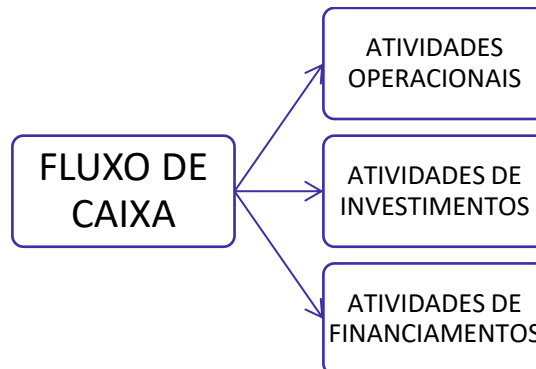 FLUXO DE
CAIXA
ATIVIDADES
OPERACIONAIS
ATIVIDADES DE
INVESTIMENTOS
ATIVIDADES DE
FINANCIAMENTOS